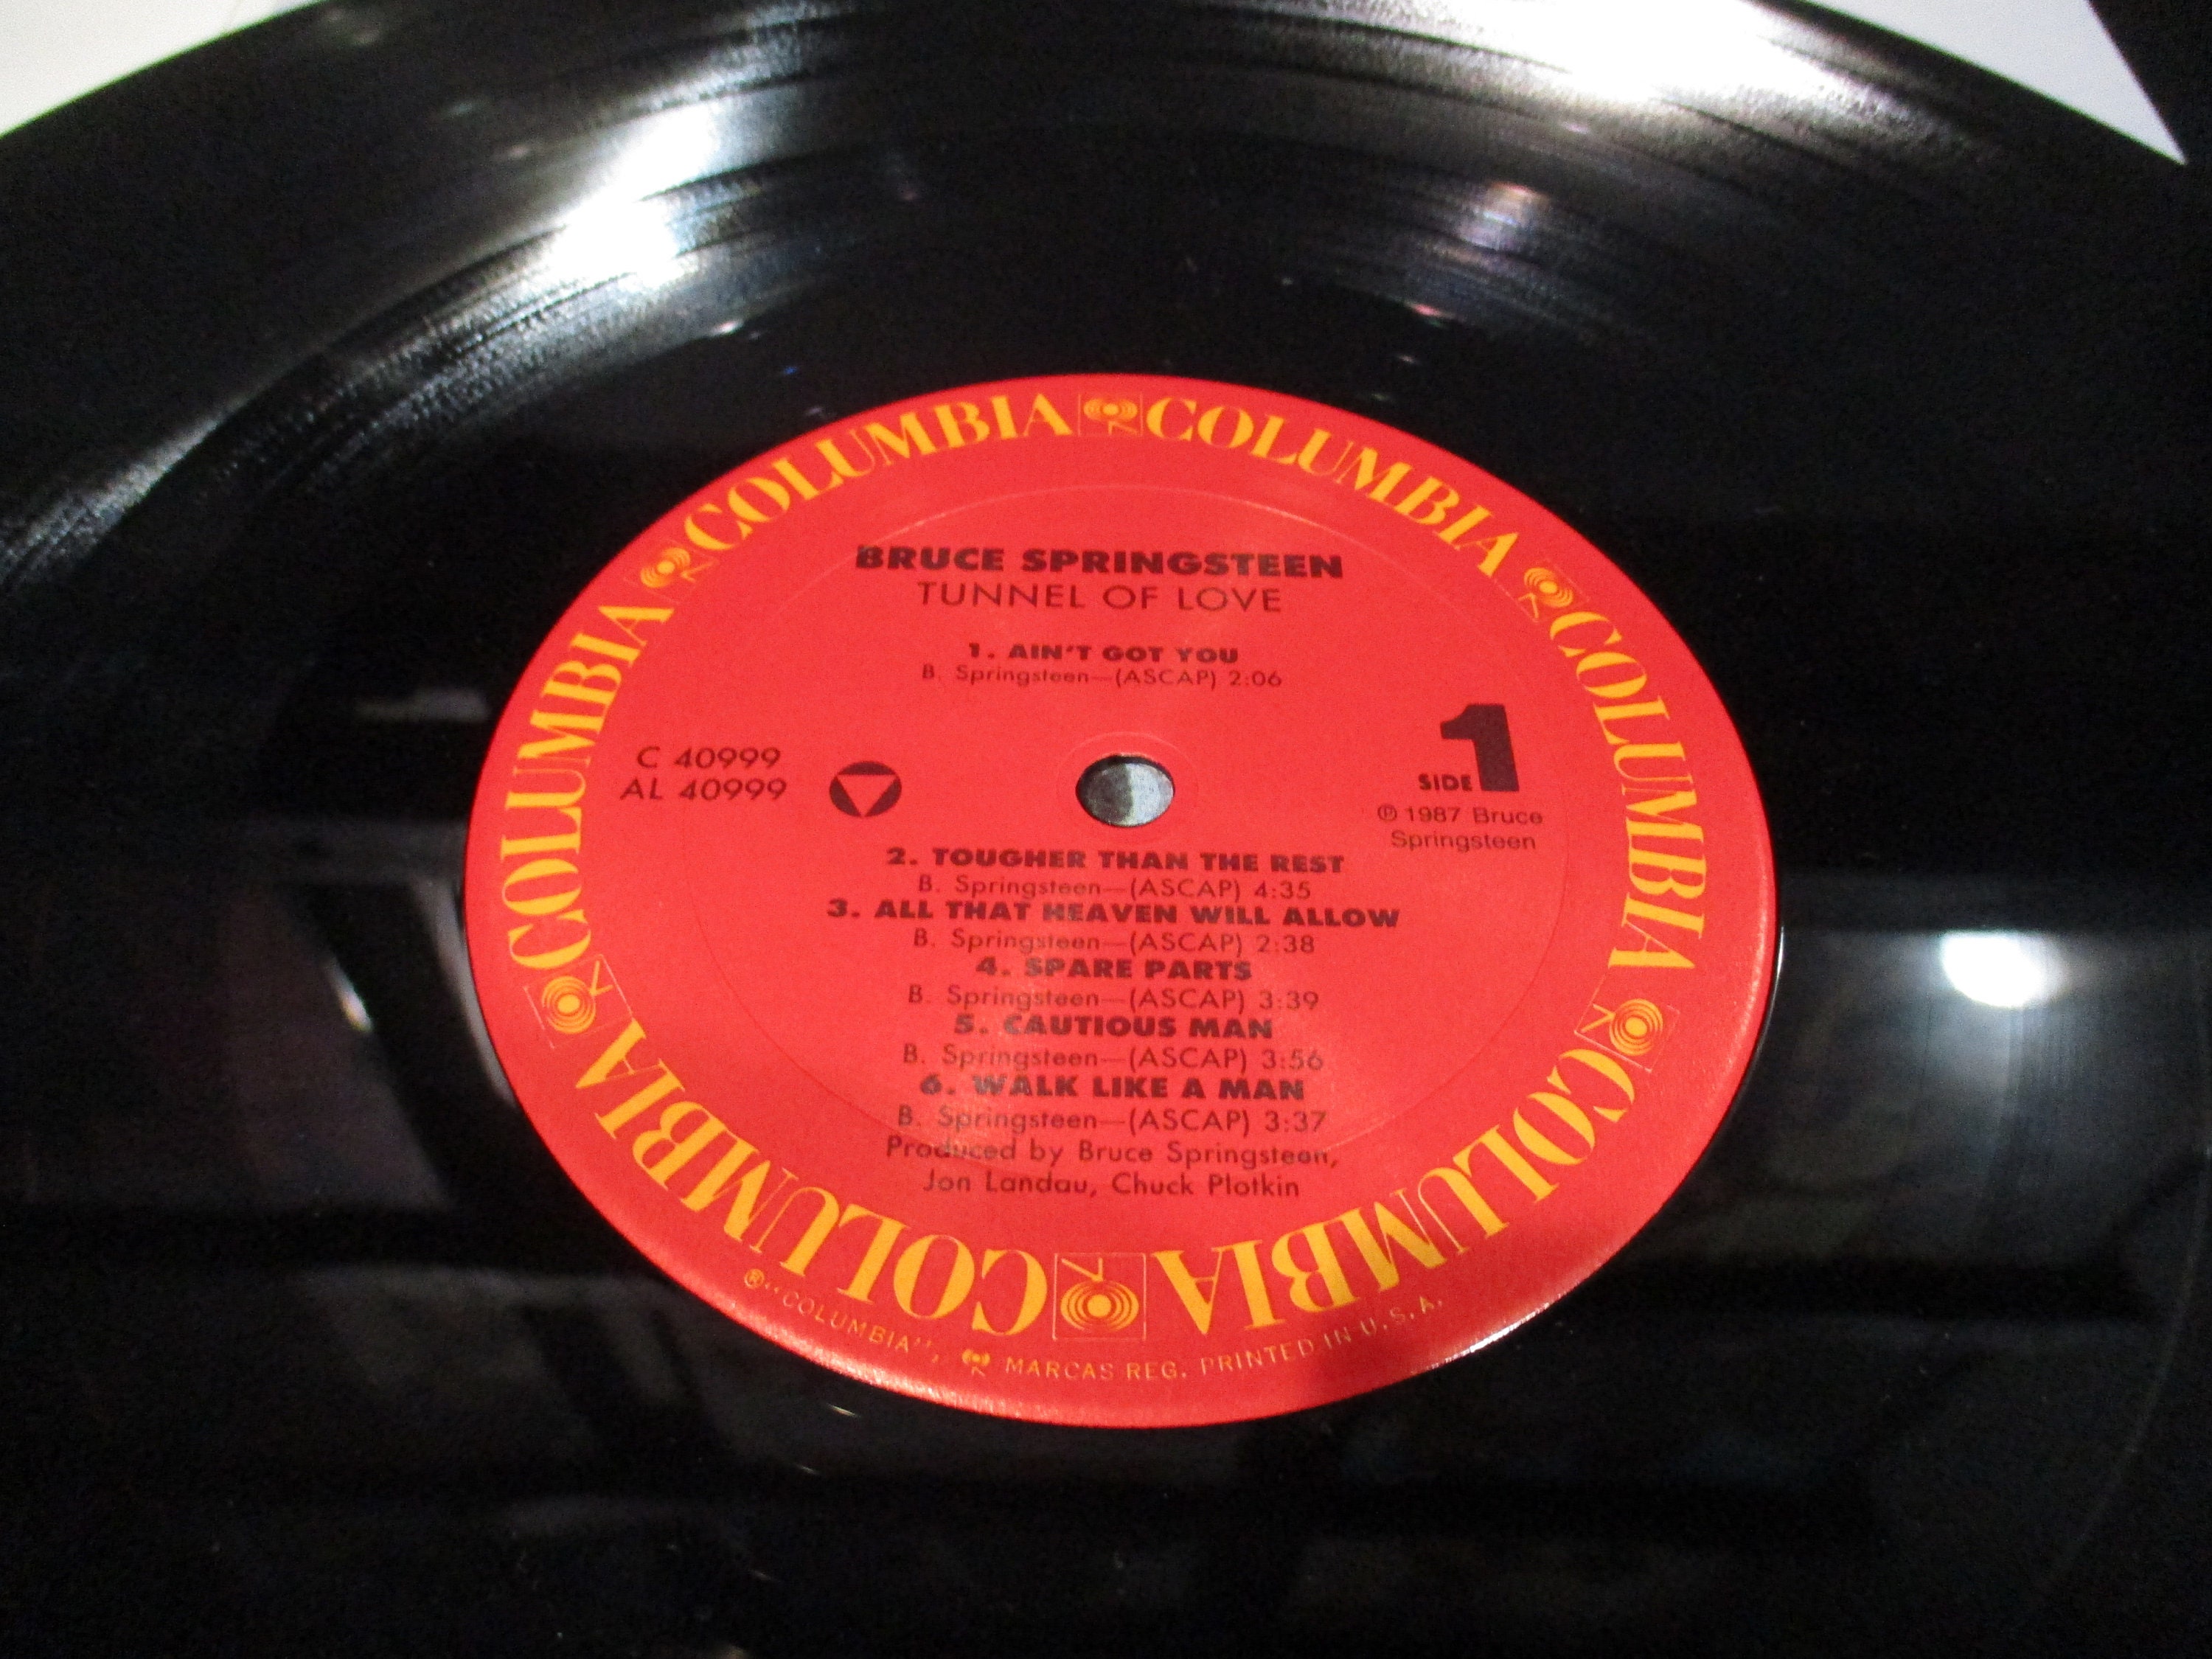 COLUMBIA COLUMBIA COLUMBIA COLUMBIA COLUMBIA COLUMBIA COLUMBIA COLUMBIA
BRUCE SPRINGSTEEN
TUNNEL OF LOVE
1. AIN'T GOT YOU
B. Springsteen—(ASCAP) 2:06
C 40999
AL 40999
SIDE 1
℗ 1987 Bruce
Springsteen
2. TOUGHER THAN THE REST
B. Springsteen—(ASCAP) 4:35
3. ALL THAT HEAVEN WILL ALLOW
B. Springsteen—(ASCAP) 2:38
4. SPARE PARTS
B. Springsteen—(ASCAP) 3:39
5. CAUTIOUS MAN
B. Springsteen—(ASCAP) 3:56
6. WALK LIKE A MAN
B. Springsteen—(ASCAP) 3:37
Produced by Bruce Springsteen,
Jon Landau, Chuck Plotkin
® "COLUMBIA", MARCAS REG. PRINTED IN U.S.A.